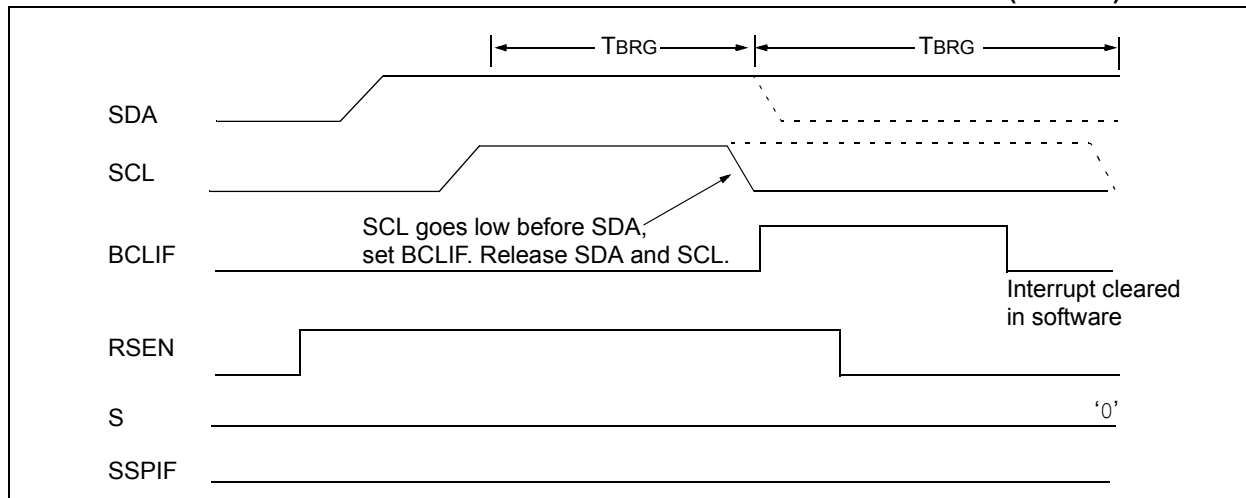 TBRG TBRG
SDA
SCL
SCL goes low before SDA,
set BCLIF. Release SDA and SCL.
BCLIF
Interrupt cleared
in software
RSEN
S
‘0’
SSPIF